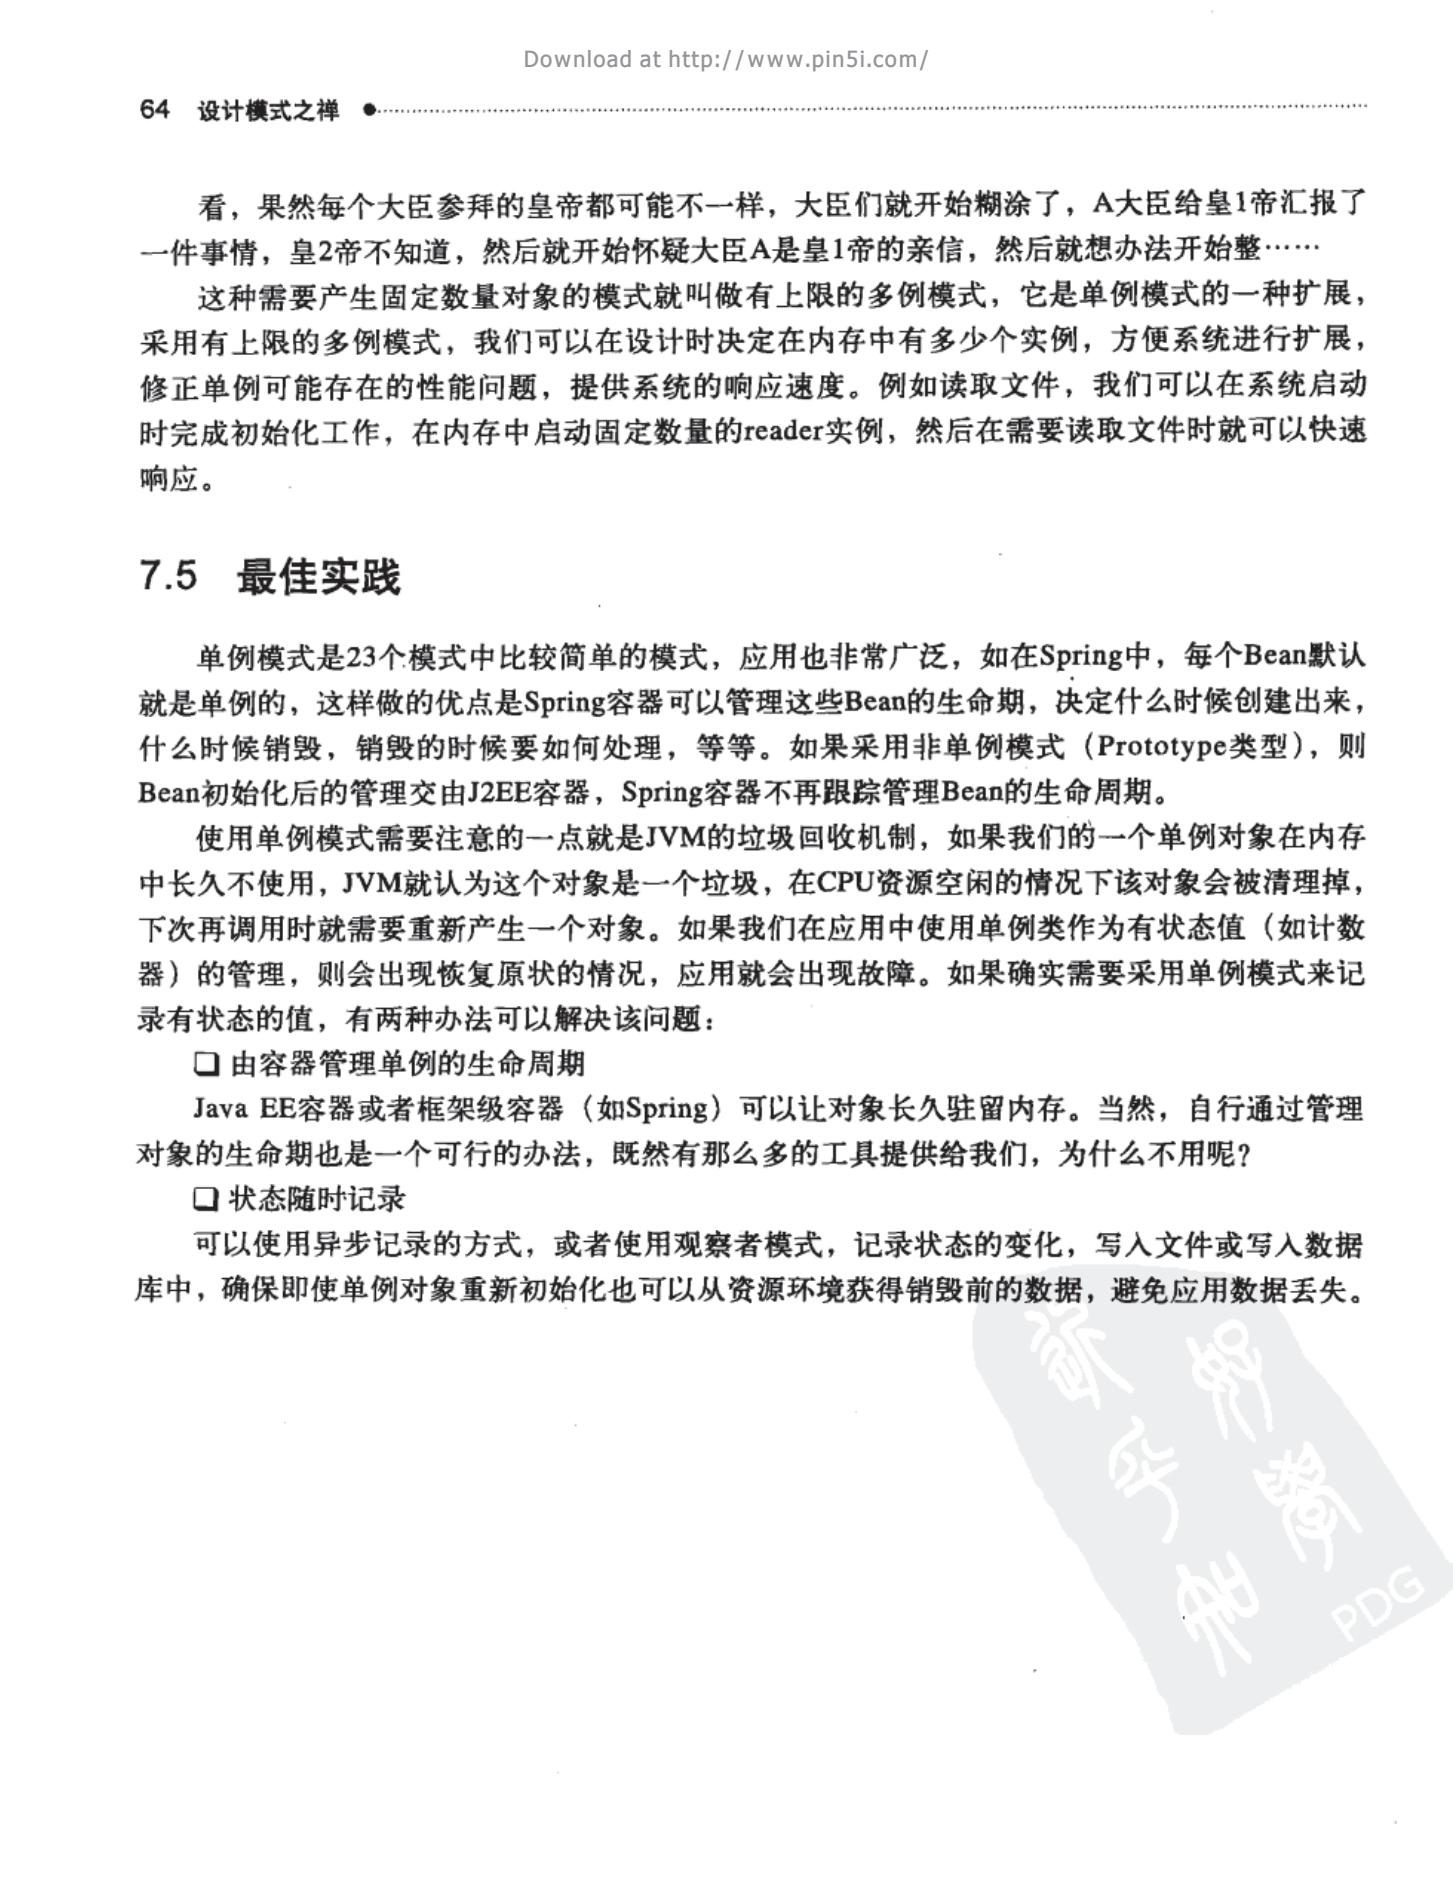 Download at http://www.pin5i.com/
64 设计模式之禅
看，果然每个大臣参拜的皇帝都可能不一样，大臣们就开始糊涂了，A大臣给皇1帝汇报了
一件事情，皇2帝不知道，然后就开始怀疑大臣A是皇1帝的亲信，然后就想办法开始整……
这种需要产生固定数量对象的模式就叫做有上限的多例模式，它是单例模式的一种扩展，
采用有上限的多例模式，我们可以在设计时决定在内存中有多少个实例，方便系统进行扩展，
修正单例可能存在的性能问题，提供系统的响应速度。例如读取文件，我们可以在系统启动
时完成初始化工作，在内存中启动固定数量的reader实例，然后在需要读取文件时就可以快速
响应。
7.5 最佳实践
单例模式是23个模式中比较简单的模式，应用也非常广泛，如在Spring中，每个Bean默认
就是单例的，这样做的优点是Spring容器可以管理这些Bean的生命期，决定什么时候创建出来，
什么时候销毁，销毁的时候要如何处理，等等。如果采用非单例模式（Prototype类型），则
Bean初始化后的管理交由J2EE容器，Spring容器不再跟踪管理Bean的生命周期。
使用单例模式需要注意的一点就是JVM的垃圾回收机制，如果我们的一个单例对象在内存
中长久不使用，JVM就认为这个对象是一个垃圾，在CPU资源空闲的情况下该对象会被清理掉，
下次再调用时就需要重新产生一个对象。如果我们在应用中使用单例类作为有状态值（如计数
器）的管理，则会出现恢复原状的情况，应用就会出现故障。如果确实需要采用单例模式来记
录有状态的值，有两种办法可以解决该问题：
❏ 由容器管理单例的生命周期
Java EE容器或者框架级容器（如Spring）可以让对象长久驻留内存。当然，自行通过管理
对象的生命期也是一个可行的办法，既然有那么多的工具提供给我们，为什么不用呢？
❏ 状态随时记录
可以使用异步记录的方式，或者使用观察者模式，记录状态的变化，写入文件或写入数据
库中，确保即使单例对象重新初始化也可以从资源环境获得销毁前的数据，避免应用数据丢失。
PDG